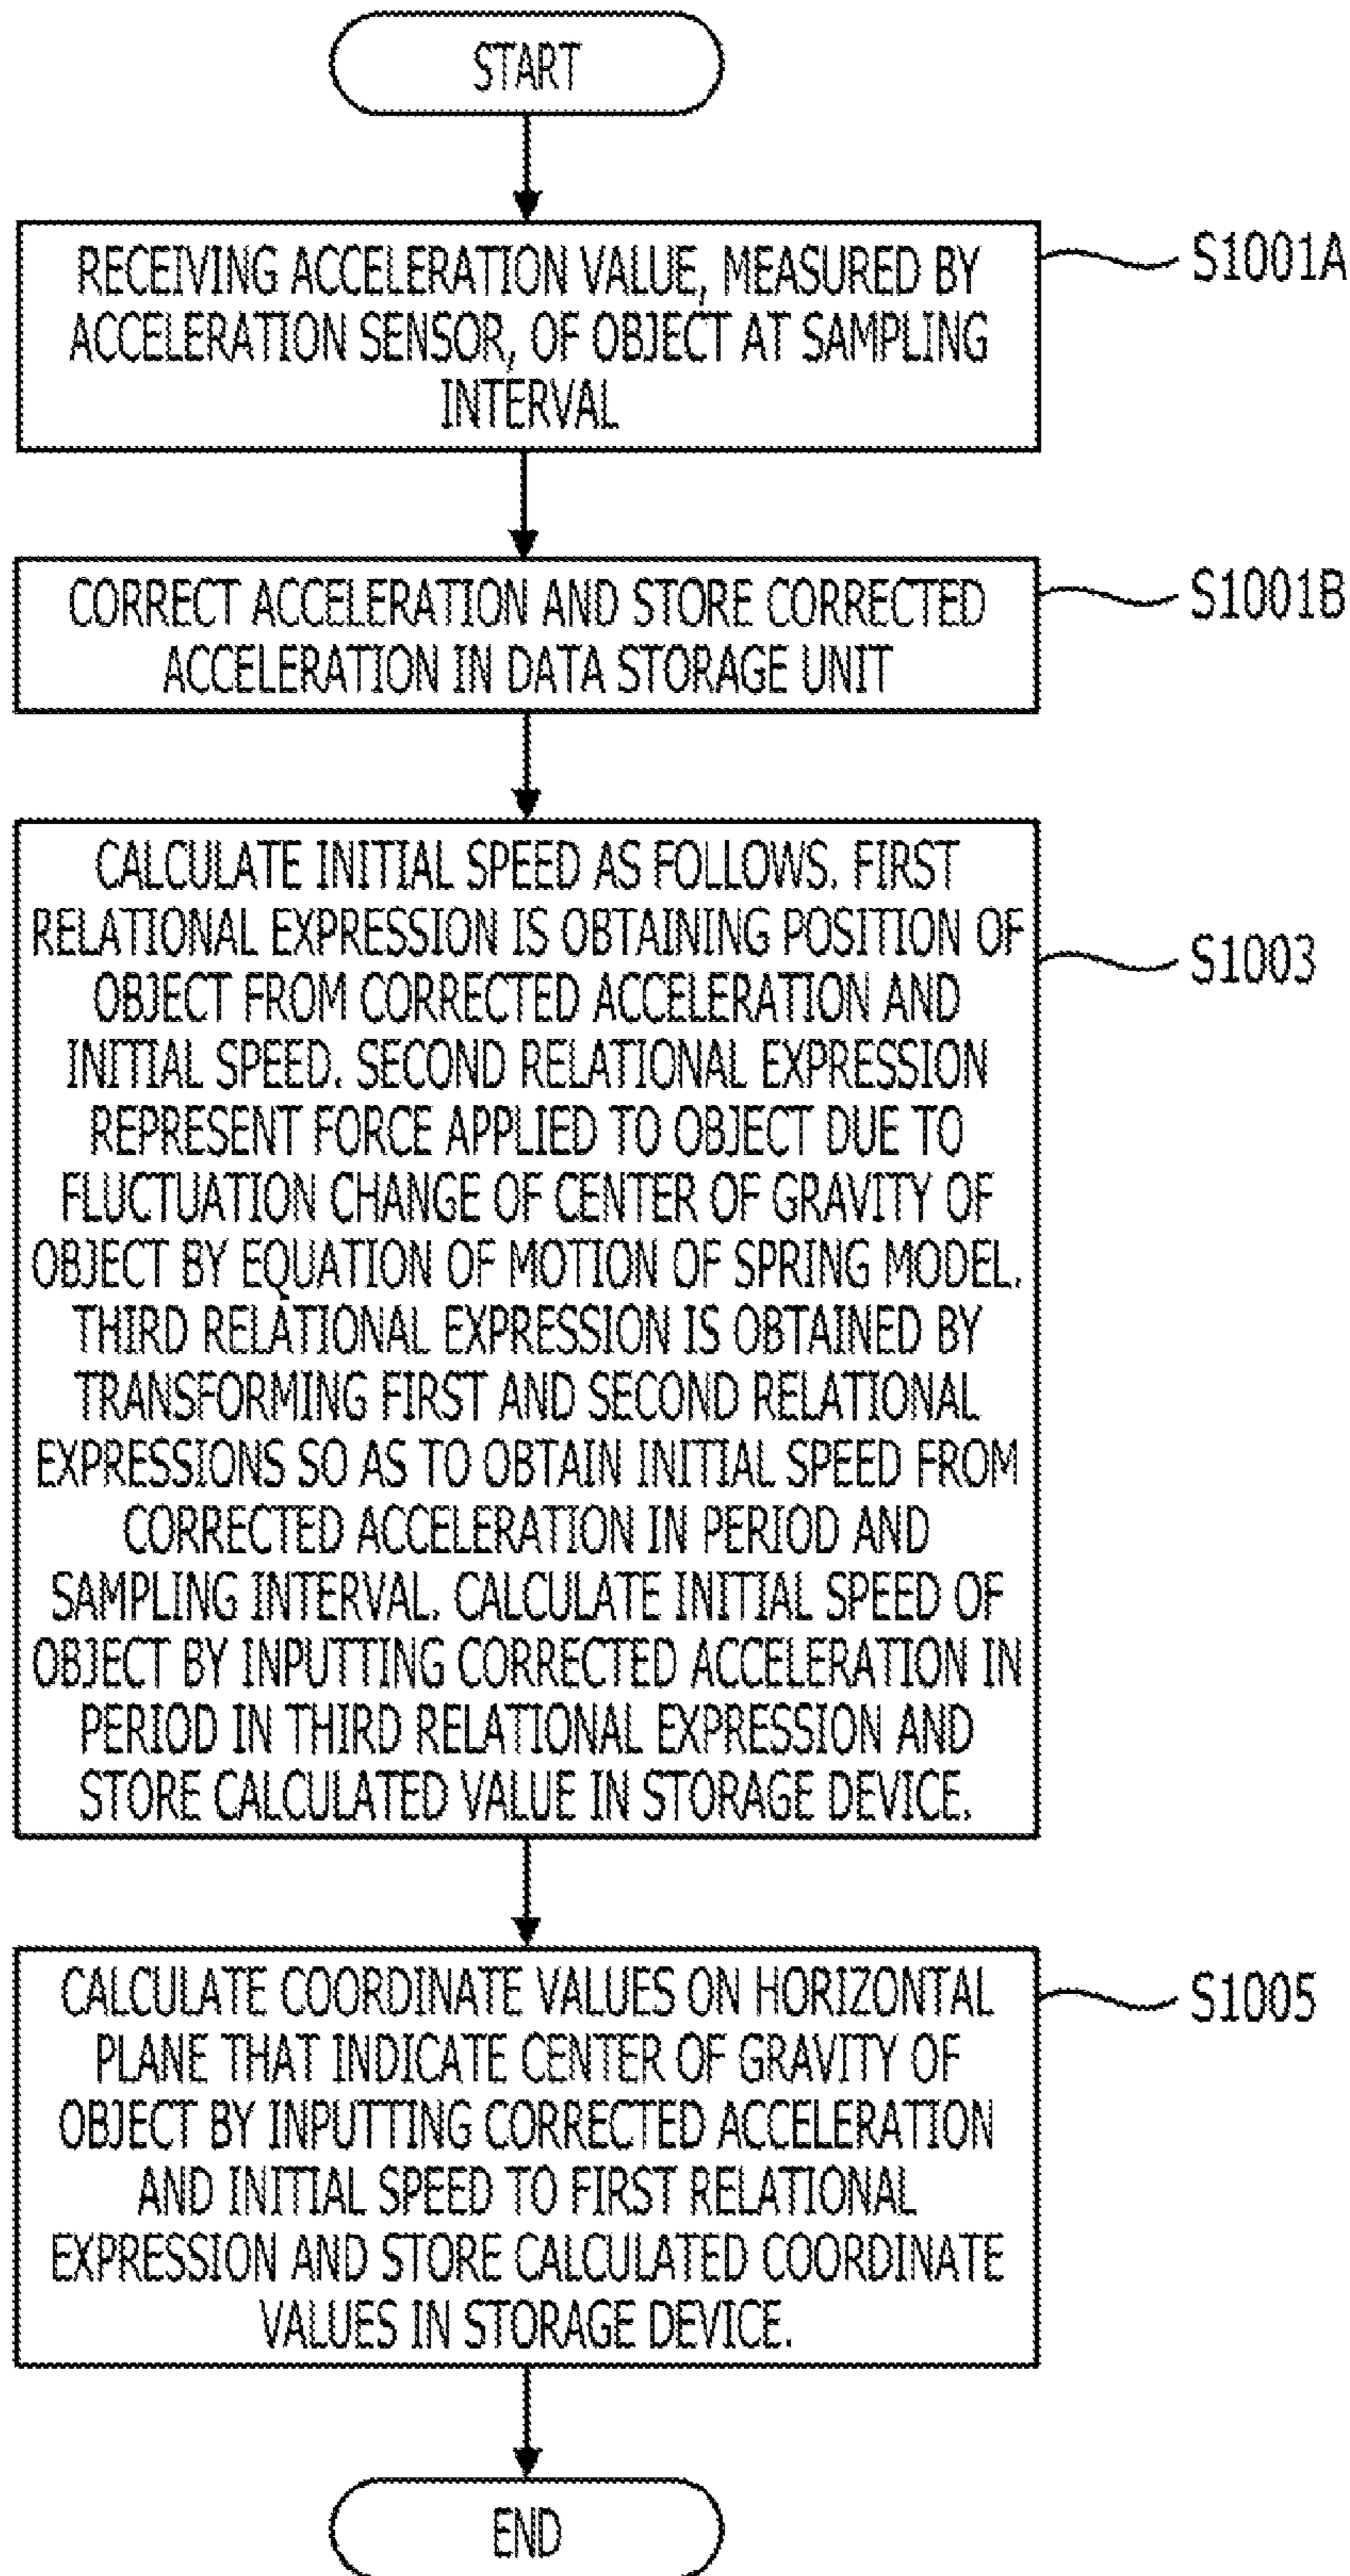 START
RECEIVING ACCELERATION VALUE, MEASURED BY
ACCELERATION SENSOR, OF OBJECT AT SAMPLING
INTERVAL
S1001A
CORRECT ACCELERATION AND STORE CORRECTED
ACCELERATION IN DATA STORAGE UNIT
S1001B
CALCULATE INITIAL SPEED AS FOLLOWS. FIRST
RELATIONAL EXPRESSION IS OBTAINING POSITION OF
OBJECT FROM CORRECTED ACCELERATION AND
INITIAL SPEED. SECOND RELATIONAL EXPRESSION
REPRESENT FORCE APPLIED TO OBJECT DUE TO
FLUCTUATION CHANGE OF CENTER OF GRAVITY OF
OBJECT BY EQUATION OF MOTION OF SPRING MODEL.
THIRD RELATIONAL EXPRESSION IS OBTAINED BY
TRANSFORMING FIRST AND SECOND RELATIONAL
EXPRESSIONS SO AS TO OBTAIN INITIAL SPEED FROM
CORRECTED ACCELERATION IN PERIOD AND
SAMPLING INTERVAL. CALCULATE INITIAL SPEED OF
OBJECT BY INPUTTING CORRECTED ACCELERATION IN
PERIOD IN THIRD RELATIONAL EXPRESSION AND
STORE CALCULATED VALUE IN STORAGE DEVICE.
S1003
CALCULATE COORDINATE VALUES ON HORIZONTAL
PLANE THAT INDICATE CENTER OF GRAVITY OF
OBJECT BY INPUTTING CORRECTED ACCELERATION
AND INITIAL SPEED TO FIRST RELATIONAL
EXPRESSION AND STORE CALCULATED COORDINATE
VALUES IN STORAGE DEVICE.
S1005
END